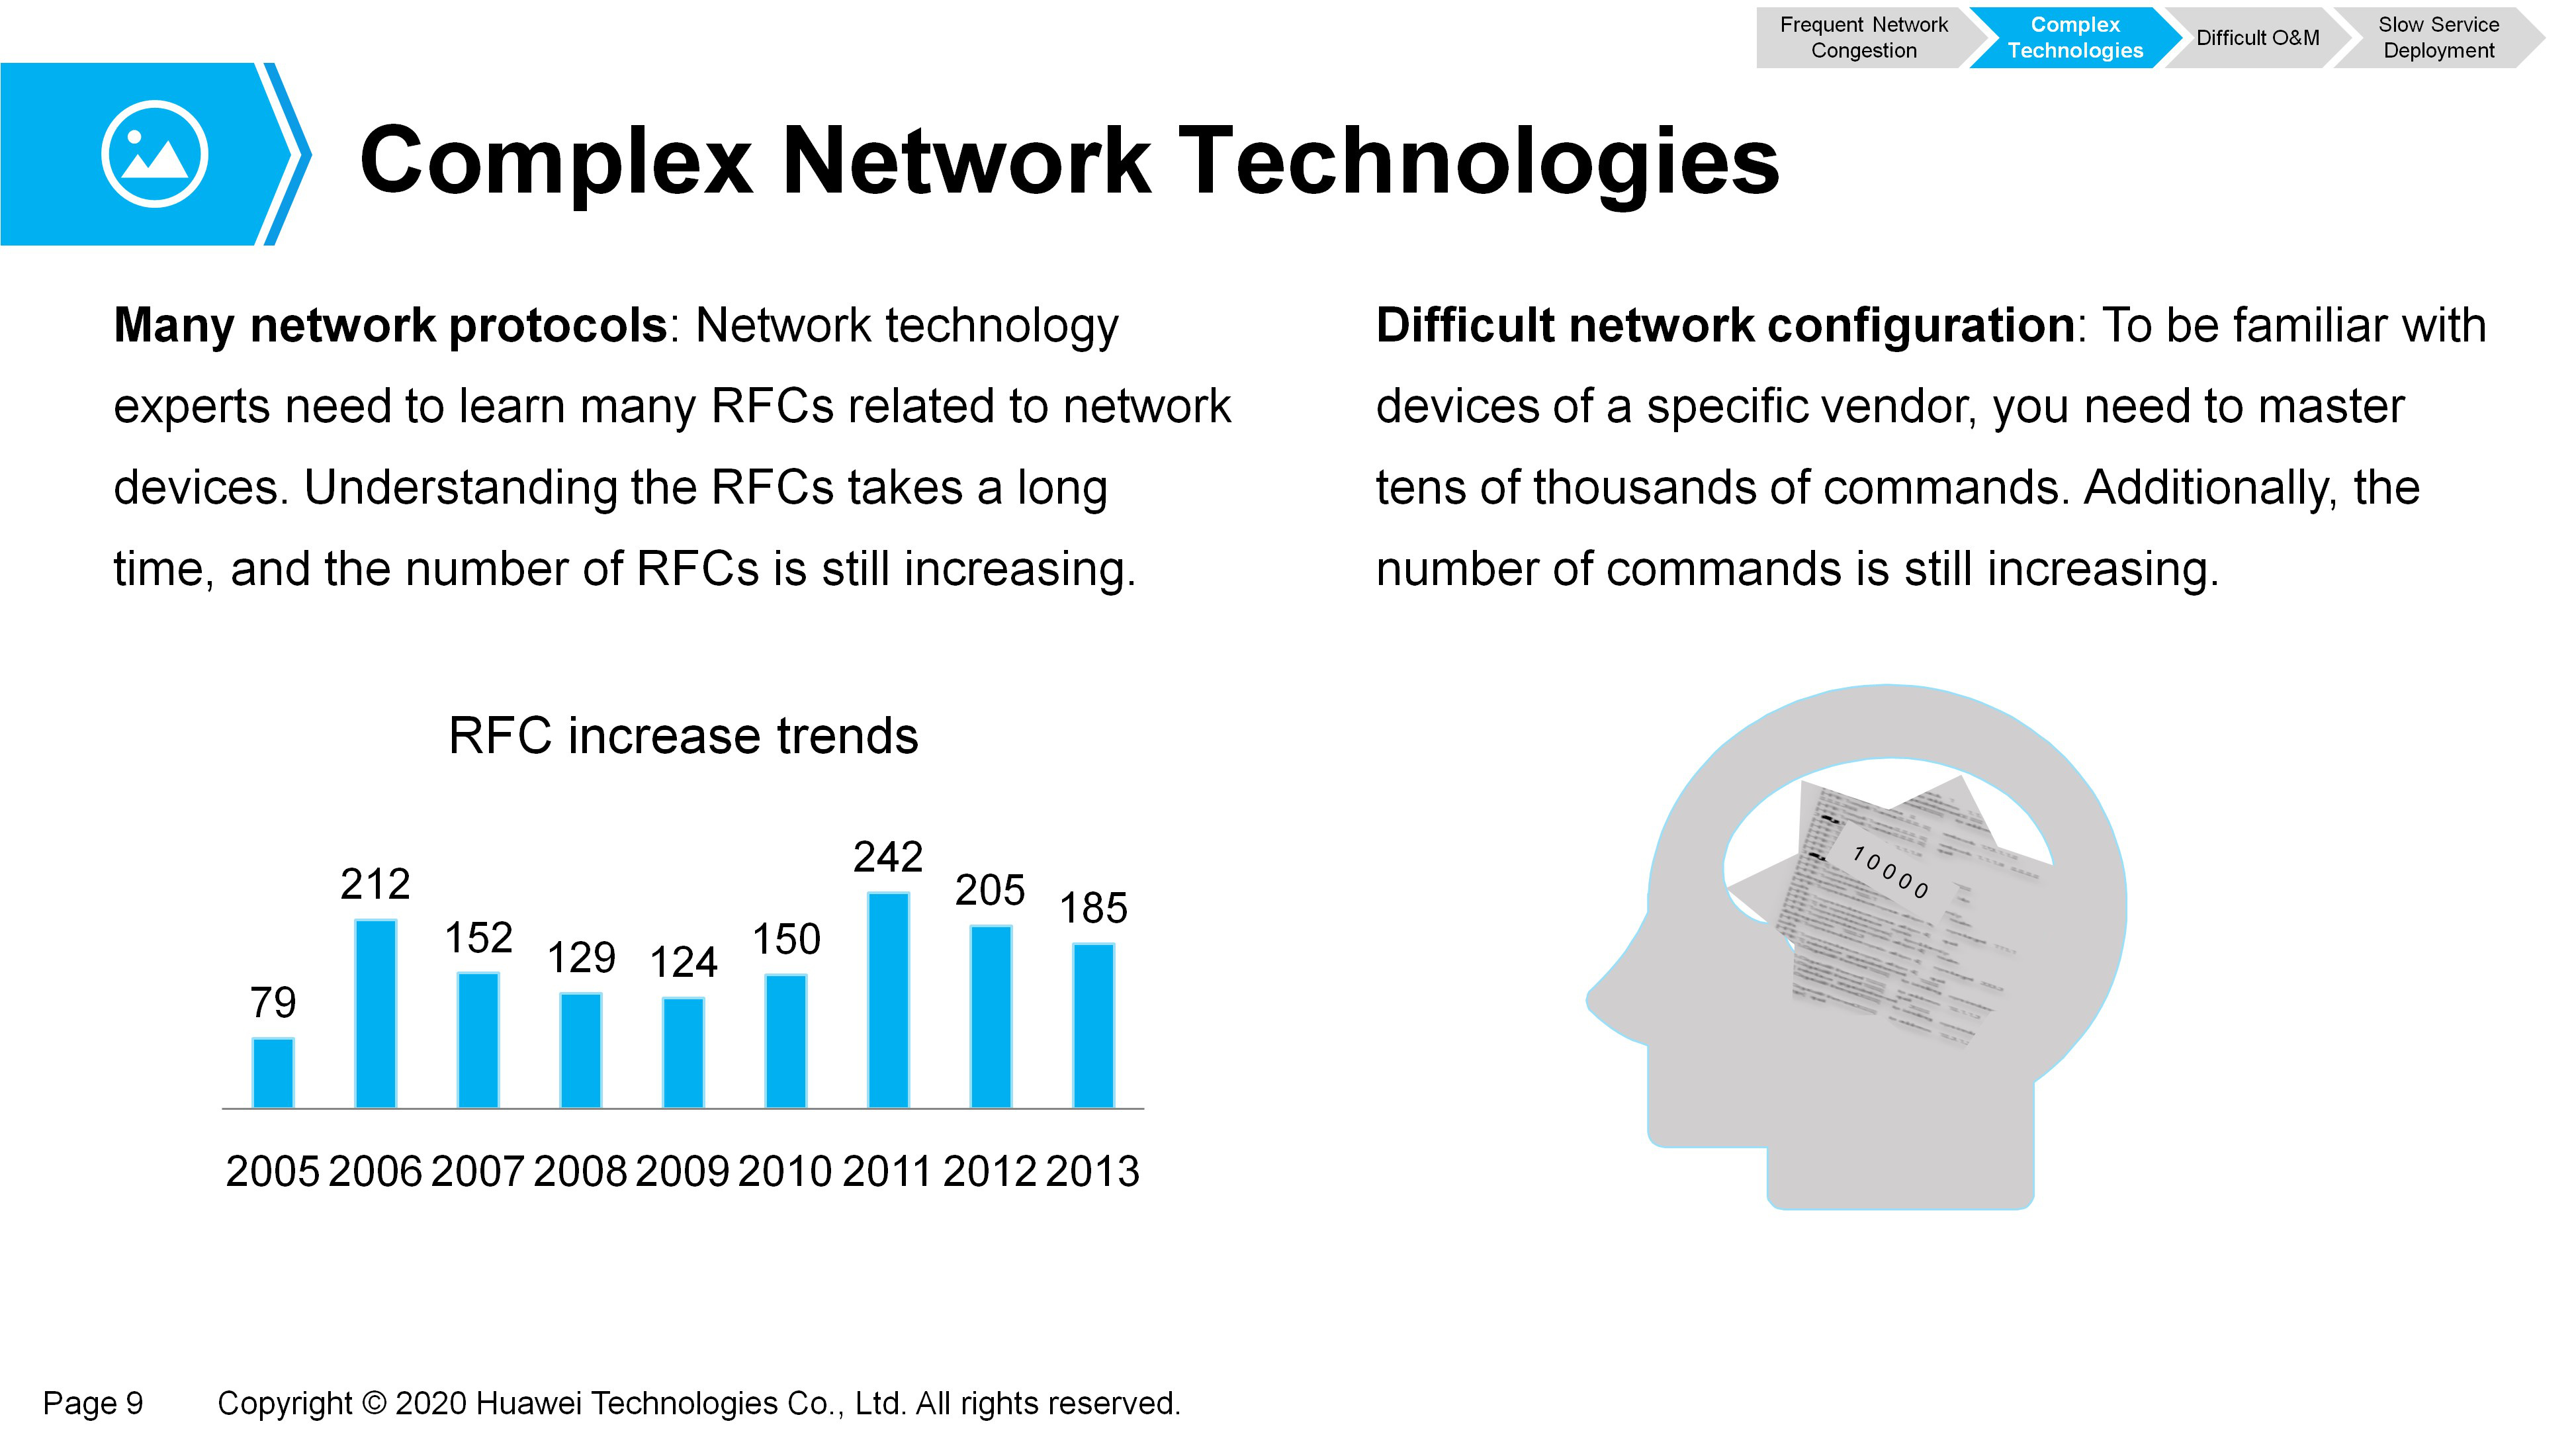 Frequent Network
Congestion
Complex
Technologies
Difficult O&M
Slow Service
Deployment
Complex Network Technologies
Many network protocols: Network technology
experts need to learn many RFCs related to network
devices. Understanding the RFCs takes a long
time, and the number of RFCs is still increasing.
Difficult network configuration: To be familiar with
devices of a specific vendor, you need to master
tens of thousands of commands. Additionally, the
number of commands is still increasing.
RFC increase trends
79
212
152
129
124
150
242
205
185
2005 2006 2007 2008 2009 2010 2011 2012 2013
10000
Page 9
Copyright © 2020 Huawei Technologies Co., Ltd. All rights reserved.